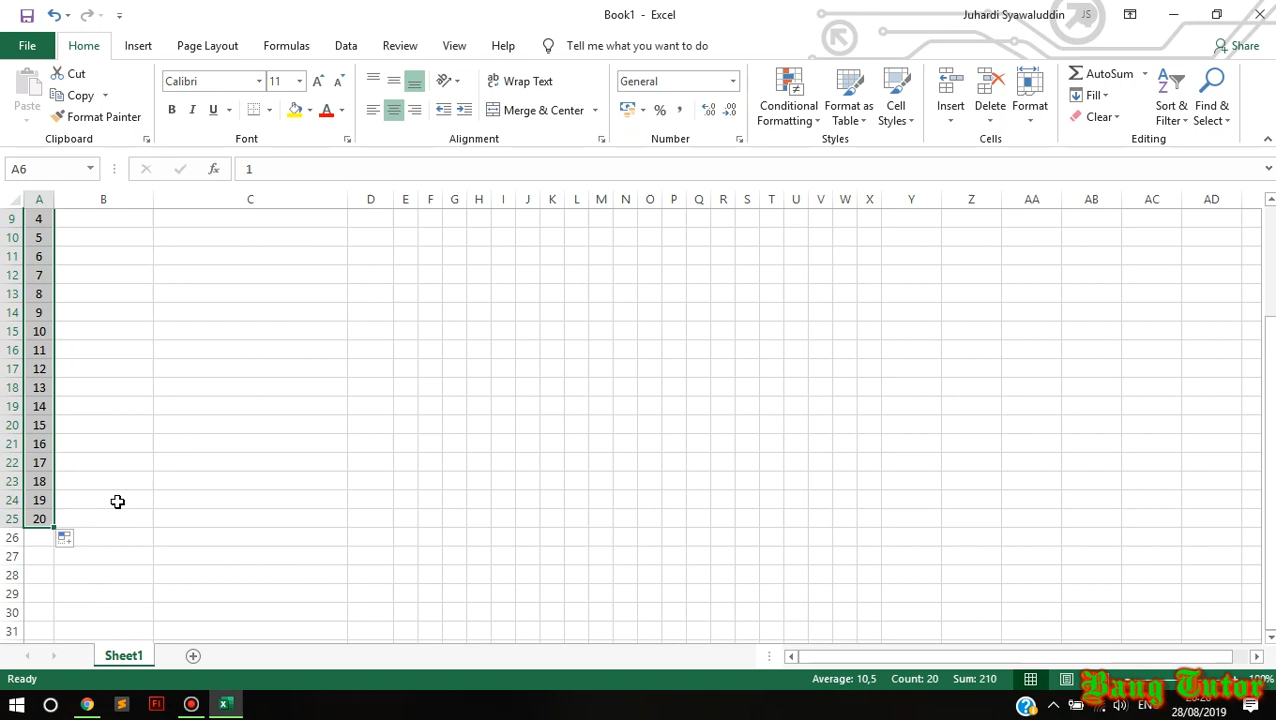 Book1 - Excel
Juhardi Syawaluddin
JS
File
Home
Insert
Page Layout
Formulas
Data
Review
View
Help
Tell me what you want to do
Share
Paste
Cut
Copy
Format Painter
Clipboard
Calibri
11
B I U
Font
Wrap Text
Merge & Center
Alignment
General
Number
Conditional
Formatting
Format as
Table
Cell
Styles
Styles
Insert
Delete
Format
Cells
AutoSum
Fill
Clear
Sort &
Filter
Find &
Select
Editing
A6
fx
1
A B C D E F G H I J K L M N O P Q R S T U V W X Y Z AA AB AC AD
9 4
10 5
11 6
12 7
13 8
14 9
15 10
16 11
17 12
18 13
19 14
20 15
21 16
22 17
23 18
24 19
25 20
26
27
28
29
30
31
Sheet1
Ready
Average: 10,5
Count: 20
Sum: 210
Bang Tutor
EN
28/08/2019